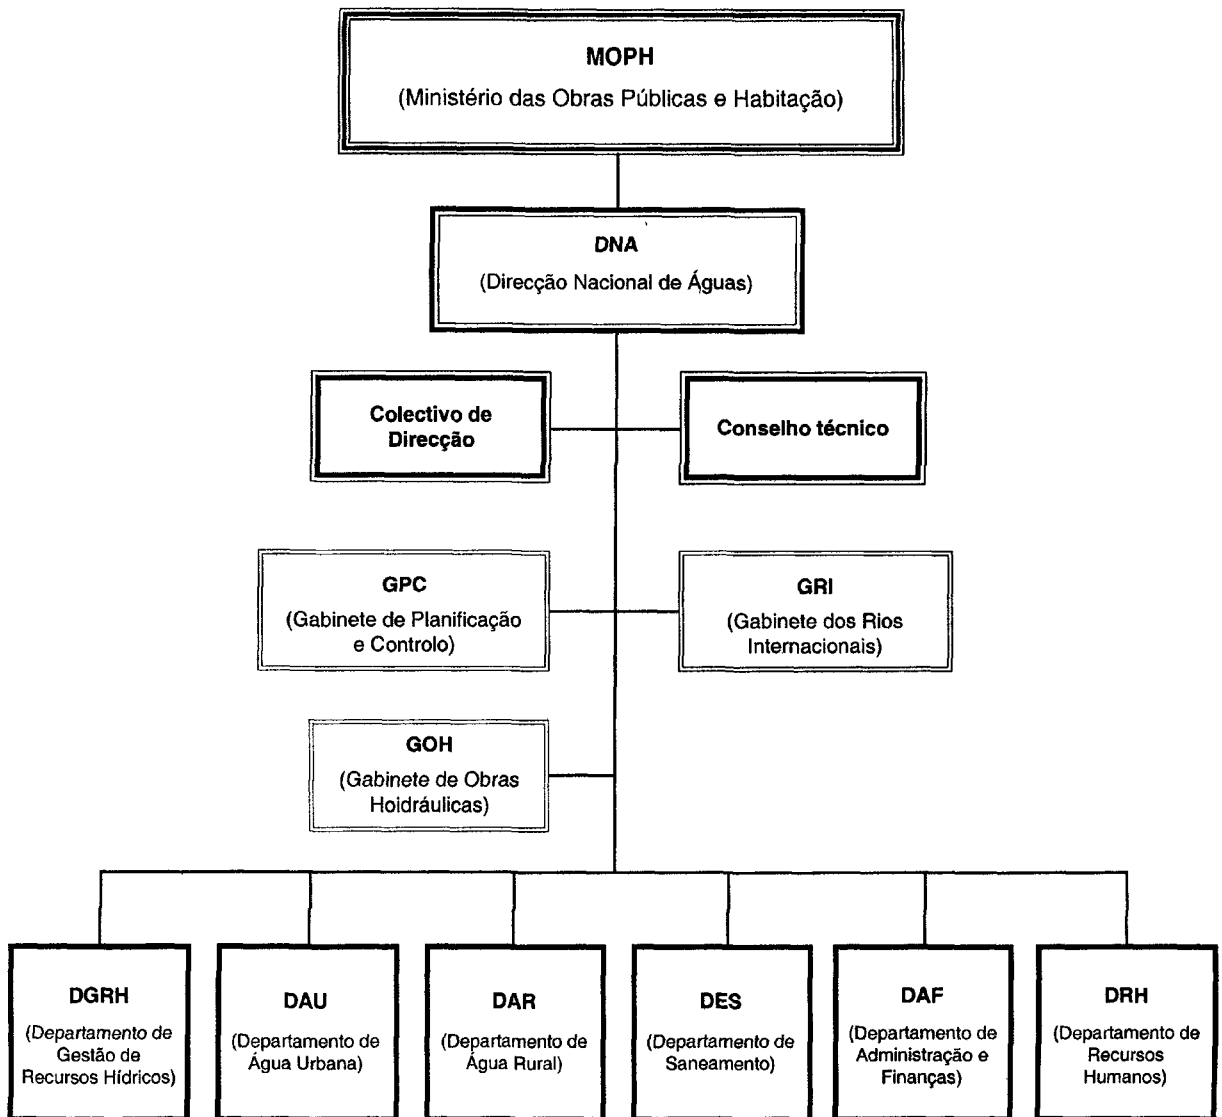 MOPH
(Ministério das Obras Públicas e Habitação)
DNA
(Direcção Nacional de Águas)
Colectivo de
Direcção
Conselho técnico
GPC
(Gabinete de Planificação
e Controlo)
GRI
(Gabinete dos Rios
Internacionais)
GOH
(Gabinete de Obras
Hoidráulicas)
DGRH
(Departamento de
Gestão de
Recursos Hídricos)
DAU
(Departamento de
Água Urbana)
DAR
(Departamento de
Água Rural)
DES
(Departamento de
Saneamento)
DAF
(Departamento de
Administração e
Finanças)
DRH
(Departamento de
Recursos
Humanos)